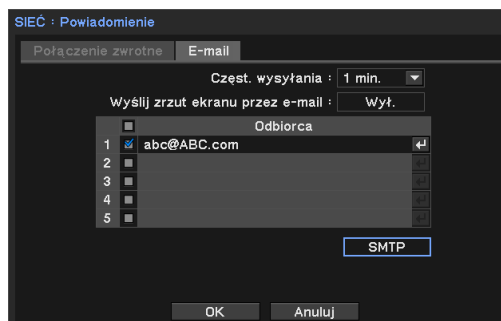 SIEĆ : Powiadomienie
Połączenie zwrotne E-mail
Częst. wysyłania : 1 min.
Wyślij zrzut ekranu przez e-mail : Wył.
Odbiorca
1 abc@ABC.com
2
3
4
5
SMTP
OK Anuluj